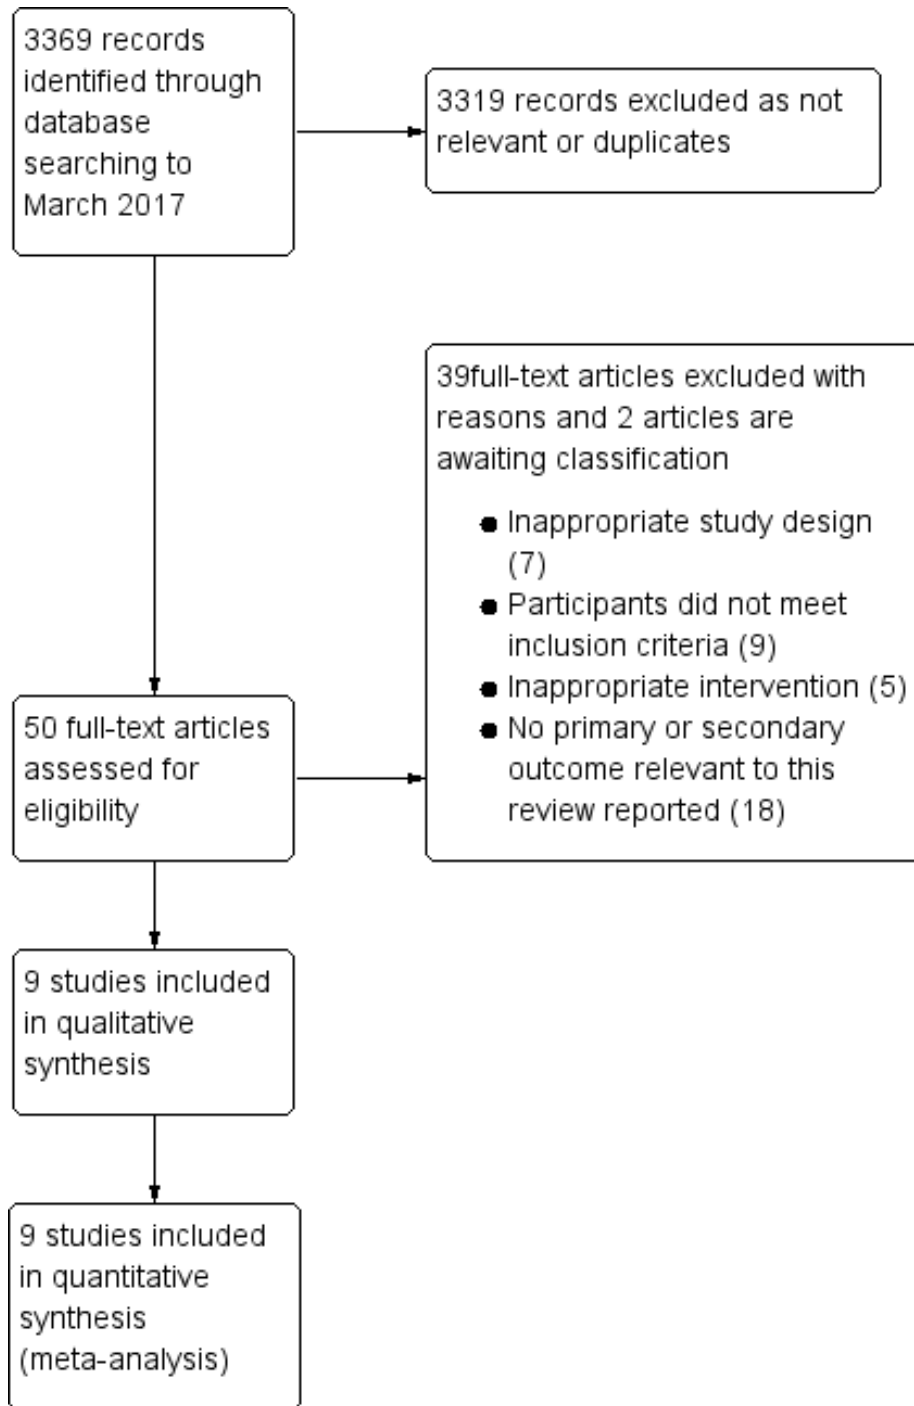 3369 records
identified through
database
searching to
March 2017
3319 records excluded as not
relevant or duplicates
39full-text articles excluded with
reasons and 2 articles are
awaiting classification
● Inappropriate study design
(7)
● Participants did not meet
inclusion criteria (9)
● Inappropriate intervention (5)
● No primary or secondary
outcome relevant to this
review reported (18)
50 full-text articles
assessed for
eligibility
9 studies included
in qualitative
synthesis
9 studies included
in quantitative
synthesis
(meta-analysis)